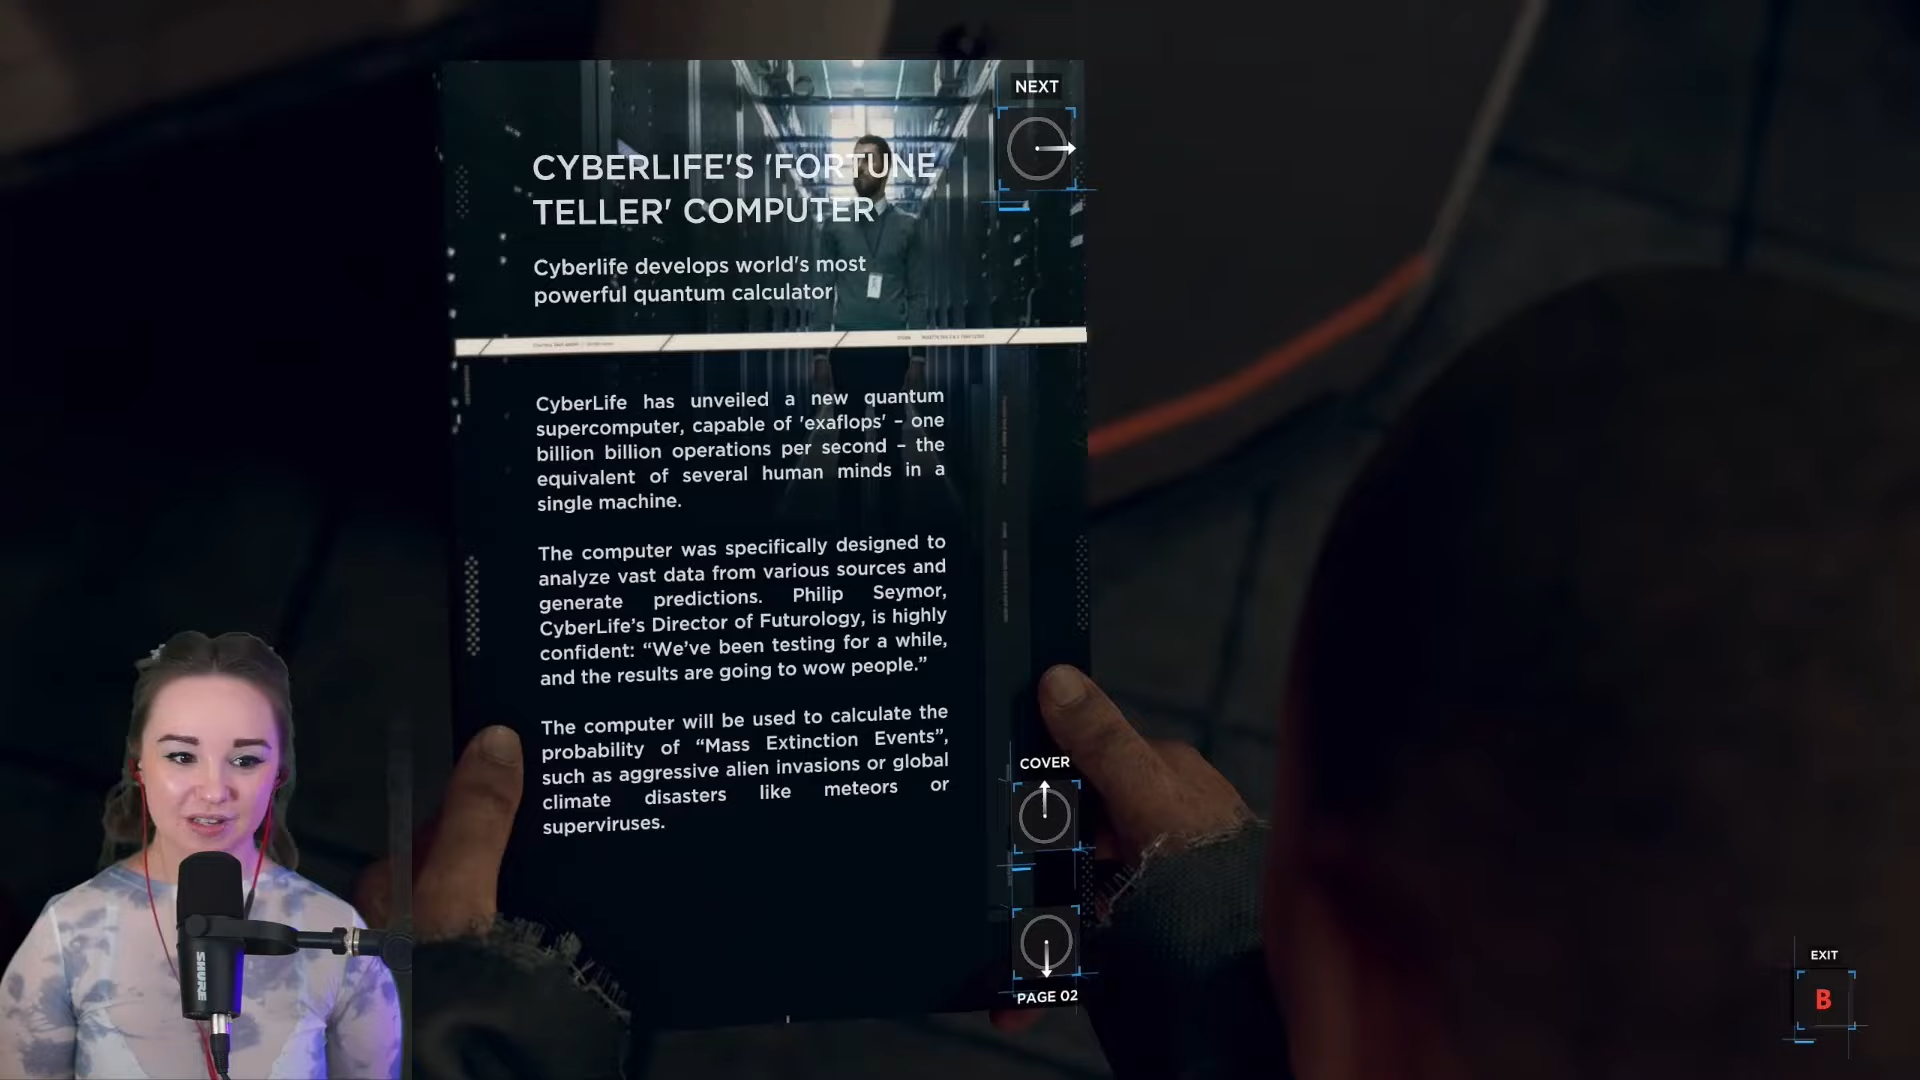 NEXT
CYBERLIFE'S 'FORTUNE
TELLER' COMPUTER
Cyberlife develops world's most
powerful quantum calculator
CyberLife has unveiled a new quantum
supercomputer, capable of 'exaflops' – one
billion billion operations per second – the
equivalent of several human minds in a
single machine.
The computer was specifically designed to
analyze vast data from various sources and
generate predictions. Philip Seymor,
CyberLife’s Director of Futurology, is highly
confident: “We’ve been testing for a while,
and the results are going to wow people.”
The computer will be used to calculate the
probability of “Mass Extinction Events”,
such as aggressive alien invasions or global
climate disasters like meteors or
superviruses.
COVER
PAGE 02
EXIT
B
SHURE